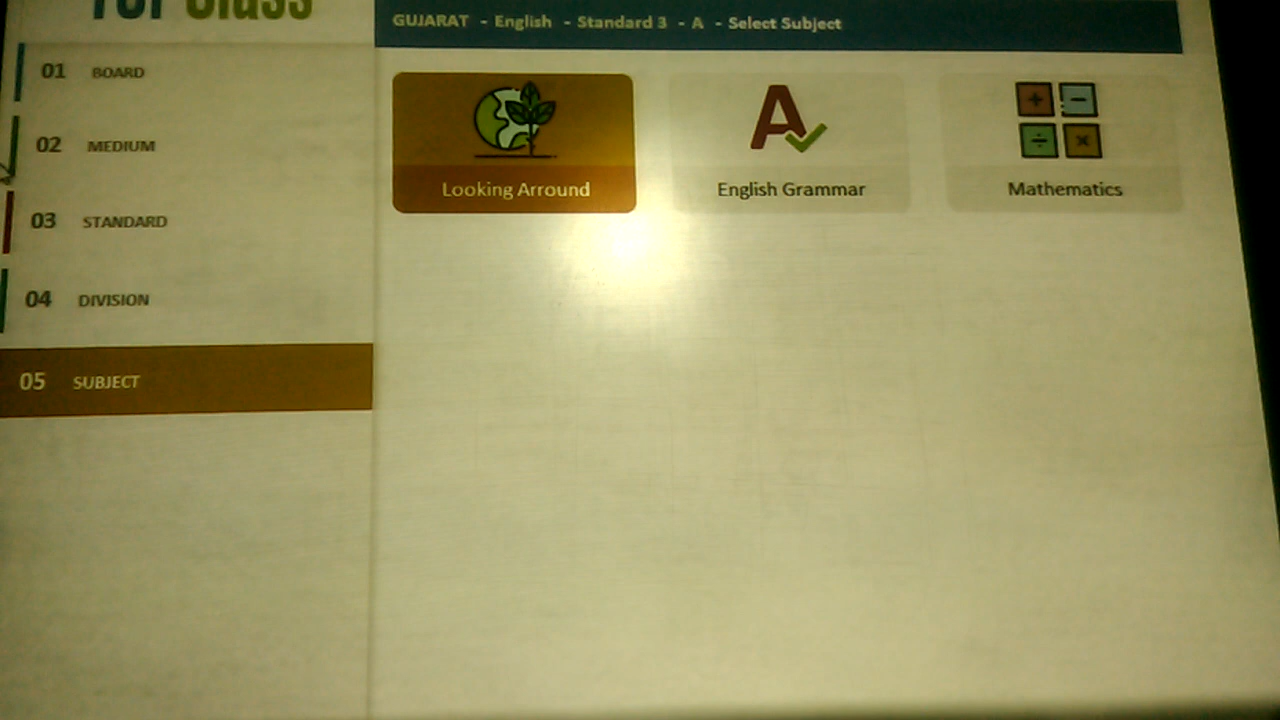 Class
GUJARAT - English - Standard 3 - A - Select Subject
01 BOARD
02 MEDIUM
03 STANDARD
04 DIVISION
05 SUBJECT
Looking Arround
English Grammar
Mathematics